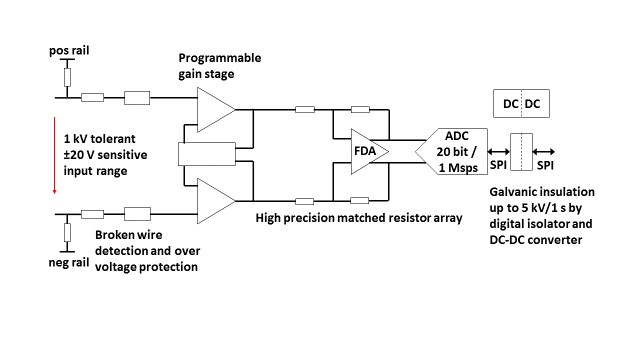 pos rail
Programmable
gain stage
1 kV tolerant
±20 V sensitive
input range
FDA
ADC
20 bit /
1 Msps
DC DC
SPI
SPI
Galvanic insulation
up to 5 kV/1 s by
digital isolator and
DC-DC converter
High precision matched resistor array
Broken wire
detection and over
voltage protection
neg rail